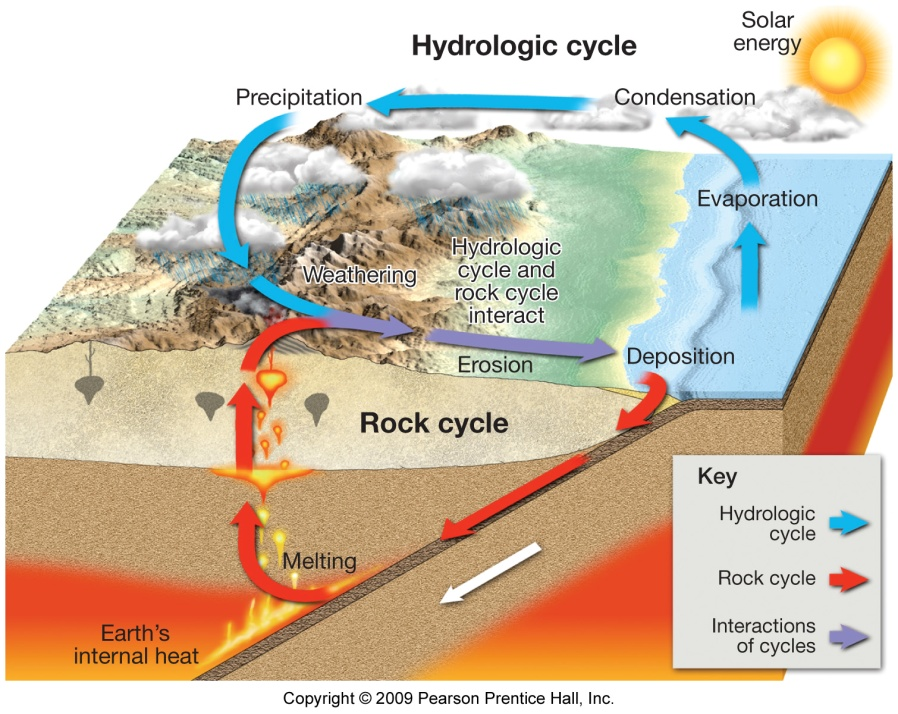 Solar
energy
Hydrologic cycle
Precipitation
Condensation
Evaporation
Weathering
Hydrologic
cycle and
rock cycle
interact
Erosion
Deposition
Rock cycle
Melting
Earth's
internal heat
Key
Hydrologic
cycle
Rock cycle
Interactions
of cycles
Copyright © 2009 Pearson Prentice Hall, Inc.